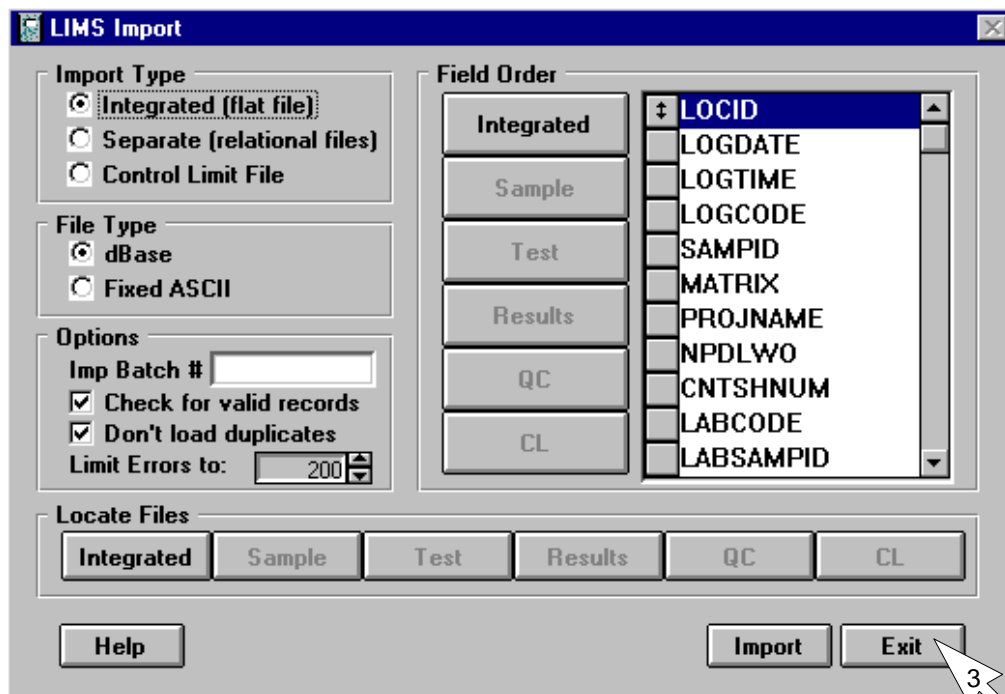 LIMS Import
Import Type
Integrated (flat file)
Separate (relational files)
Control Limit File
File Type
dBase
Fixed ASCII
Options
Imp Batch #
Check for valid records
Don't load duplicates
Limit Errors to: 200
Field Order
Integrated
Sample
Test
Results
QC
CL
LOCID
LOGDATE
LOGTIME
LOGCODE
SAMPID
MATRIX
PROJNAME
NPDLWO
CNTSHNUM
LABCODE
LABSAMPID
Locate Files
Integrated Sample Test Results QC CL
Help Import Exit
3